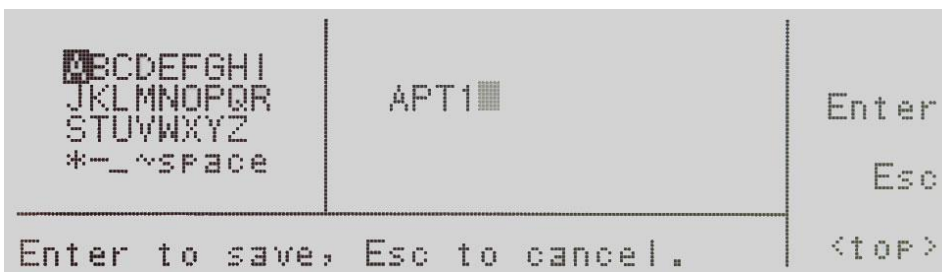 ABCDEFGHI
JKLMNOPQR
STUVWXYZ
*-_~space
APT1
Enter to save, Esc to cancel.
Enter
Esc
<top>